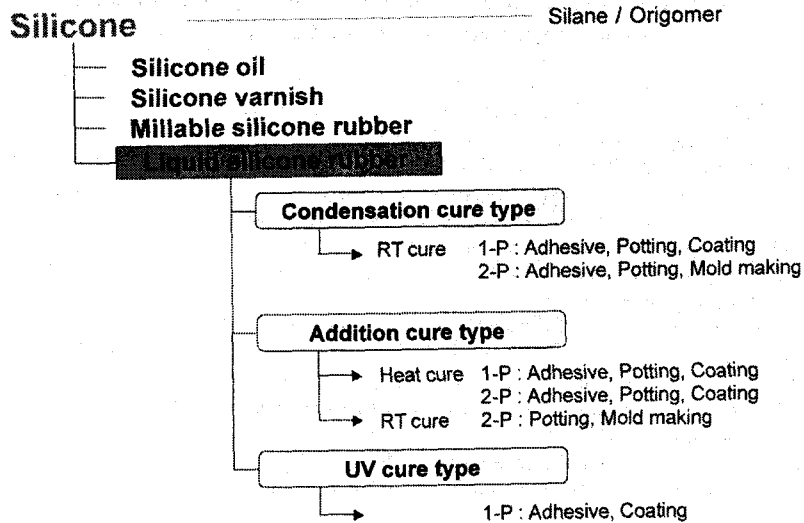 Silicone
Silane / Origomer
Silicone oil
Silicone varnish
Millable silicone rubber
Liquid silicone rubber
Condensation cure type
RT cure 1-P : Adhesive, Potting, Coating
2-P : Adhesive, Potting, Mold making
Addition cure type
Heat cure 1-P : Adhesive, Potting, Coating
2-P : Adhesive, Potting, Coating
RT cure 2-P : Potting, Mold making
UV cure type
1-P : Adhesive, Coating